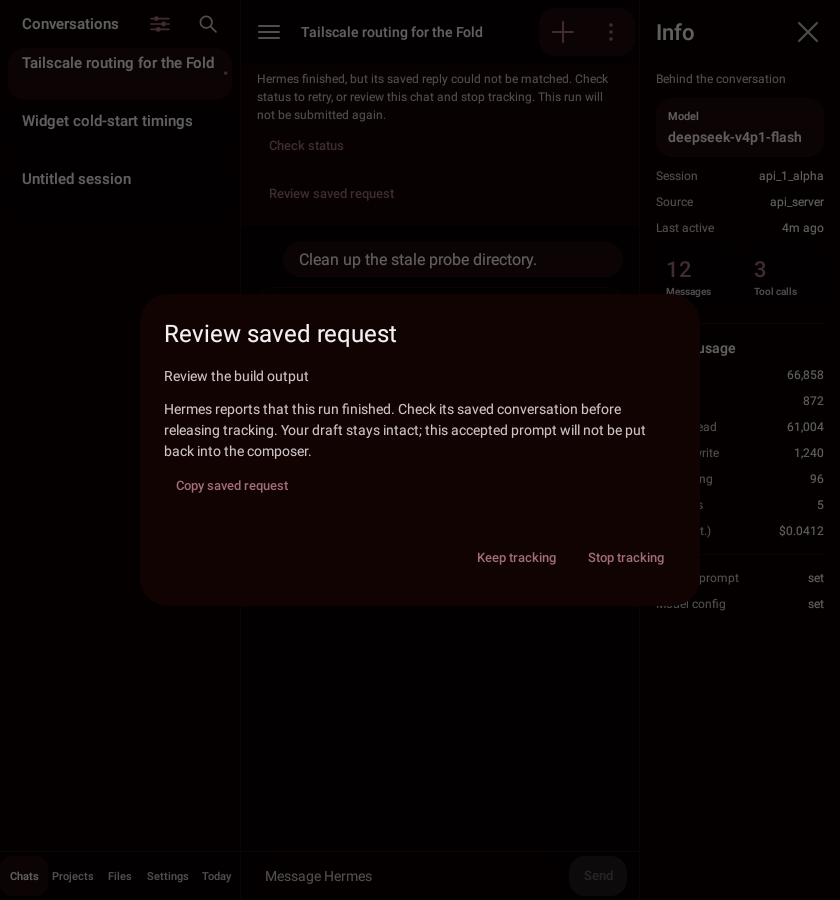 Conversations
Tailscale routing for the Fold
Widget cold-start timings
Untitled session
Tailscale routing for the Fold
Hermes finished, but its saved reply could not be matched. Check
status to retry, or review this chat and stop tracking. This run will
not be submitted again.
Check status
Review saved request
Clean up the stale probe directory.
Review saved request
Review the build output
Hermes reports that this run finished. Check its saved conversation before
releasing tracking. Your draft stays intact; this accepted prompt will not be put
back into the composer.
Copy saved request
Keep tracking
Stop tracking
Info
Behind the conversation
Model
deepseek-v4p1-flash
Session api_1_alpha
Source api_server
Last active 4m ago
12 3
Messages Tool calls
usage
66,858
872
61,004
1,240
96
5
$0.0412
prompt set
Model config set
Chats Projects Files Settings Today
Message Hermes
Send